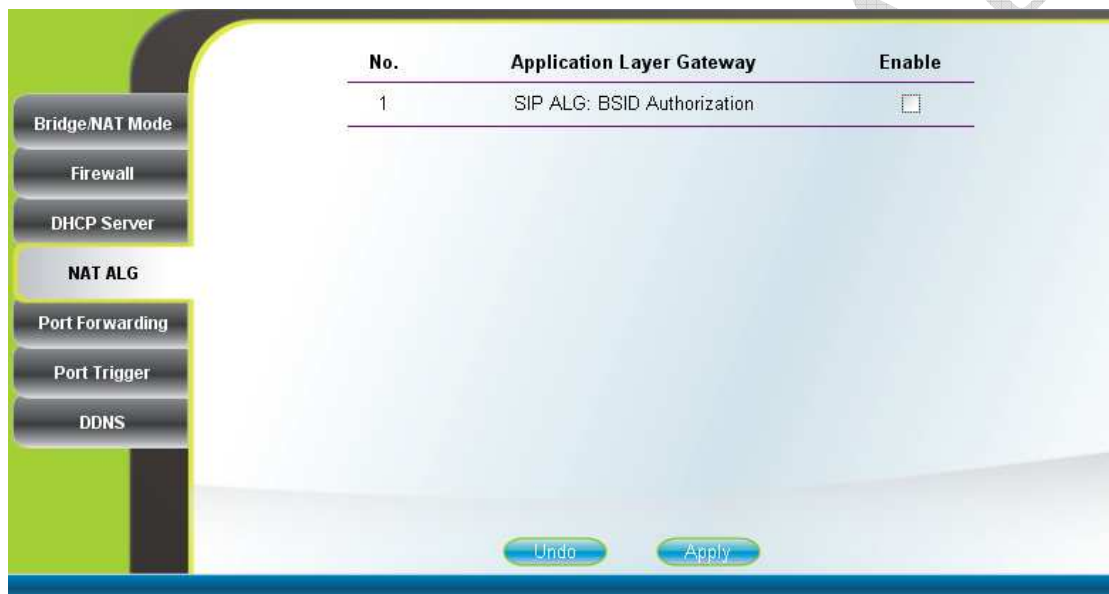 No. Application Layer Gateway Enable
1 SIP ALG: BSID Authorization
Bridge/NAT Mode
Firewall
DHCP Server
NAT ALG
Port Forwarding
Port Trigger
DDNS
Undo Apply